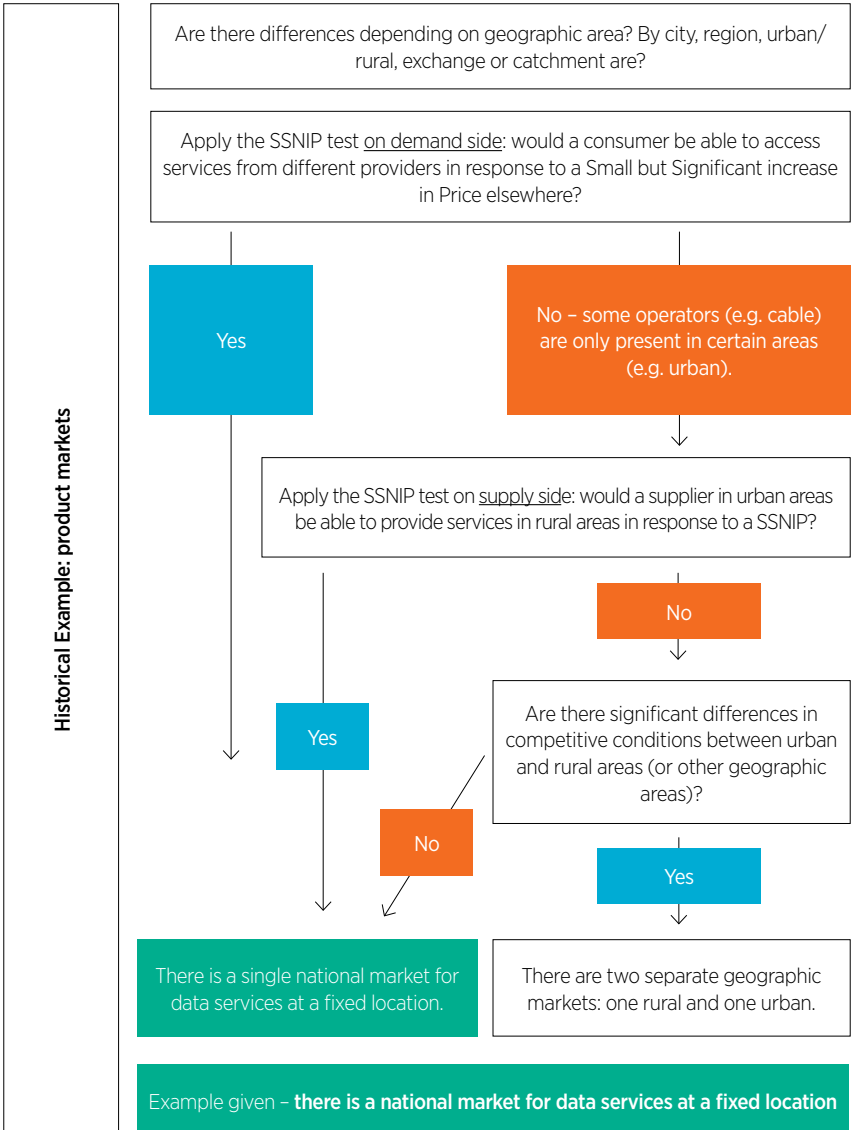 Historical Example: product markets
Are there differences depending on geographic area? By city, region, urban/
rural, exchange or catchment are?
Apply the SSNIP test on demand side: would a consumer be able to access
services from different providers in response to a Small but Significant increase
in Price elsewhere?
Yes
No – some operators (e.g. cable)
are only present in certain areas
(e.g. urban).
Apply the SSNIP test on supply side: would a supplier in urban areas
be able to provide services in rural areas in response to a SSNIP?
No
Yes
Are there significant differences in
competitive conditions between urban
and rural areas (or other geographic
areas)?
No
Yes
There is a single national market for
data services at a fixed location.
There are two separate geographic
markets: one rural and one urban.
Example given – there is a national market for data services at a fixed location